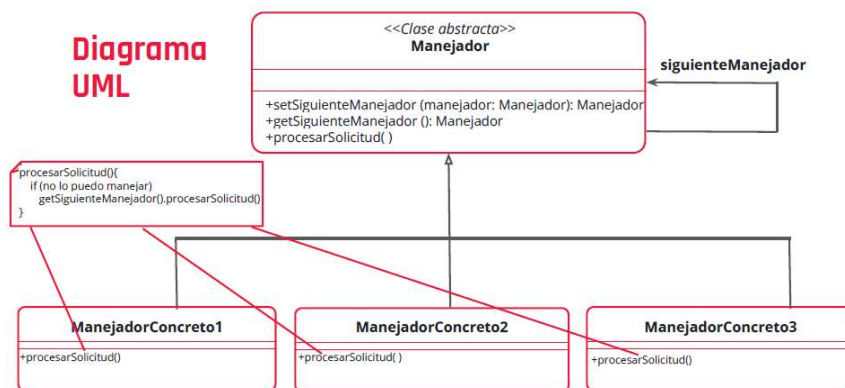 Diagrama
UML
<<Clase abstracta>>
Manejador
siguienteManejador
+setSiguienteManejador (manejador: Manejador): Manejador
+getSiguienteManejador (): Manejador
+procesarSolicitud( )
procesarSolicitud(){
if (no lo puedo manejar)
getSiguienteManejador().procesarSolicitud()
}
ManejadorConcreto1
+procesarSolicitud()
ManejadorConcreto2
+procesarSolicitud( )
ManejadorConcreto3
+procesarSolicitud()